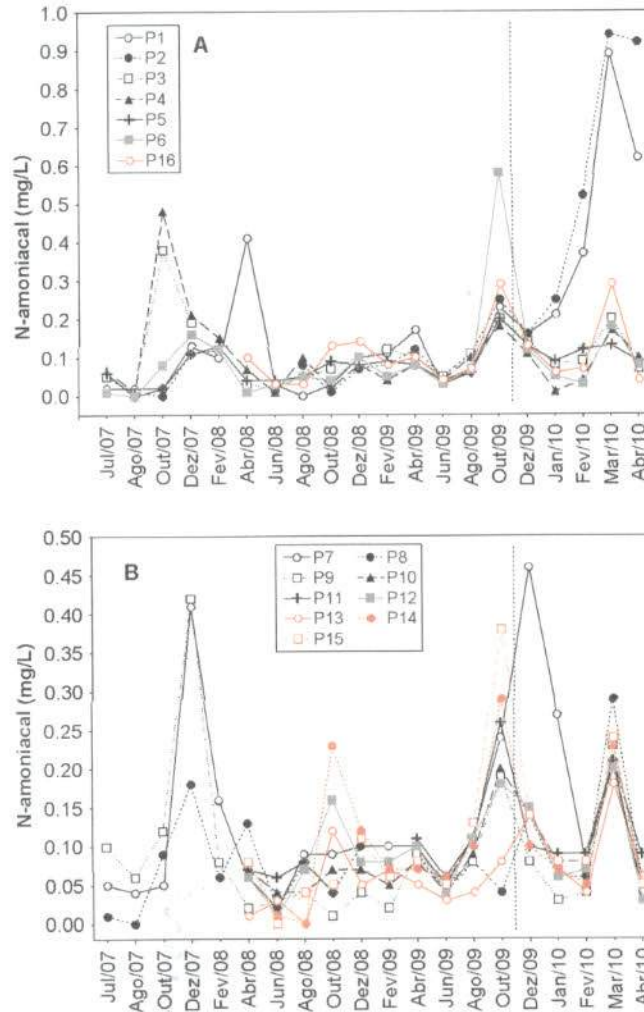 A
N-amoniacal (mg/L)
1.0
0.9
0.8
0.7
0.6
0.5
0.4
0.3
0.2
0.1
0.0
P1
P2
P3
P4
P5
P6
P16
Jul/07
Ago/07
Out/07
Dez/07
Fev/08
Abr/08
Jun/08
Ago/08
Out/08
Dez/08
Fev/09
Abr/09
Jun/09
Ago/09
Out/09
Dez/09
Jan/10
Fev/10
Mar/10
Abr/10
B
N-amoniacal (mg/L)
0.50
0.45
0.40
0.35
0.30
0.25
0.20
0.15
0.10
0.05
0.00
P7 P8
P9 P10
P11 P12
P13 P14
P15
Jul/07
Ago/07
Out/07
Dez/07
Fev/08
Abr/08
Jun/08
Ago/08
Out/08
Dez/08
Fev/09
Abr/09
Jun/09
Ago/09
Out/09
Dez/09
Jan/10
Fev/10
Mar/10
Abr/10